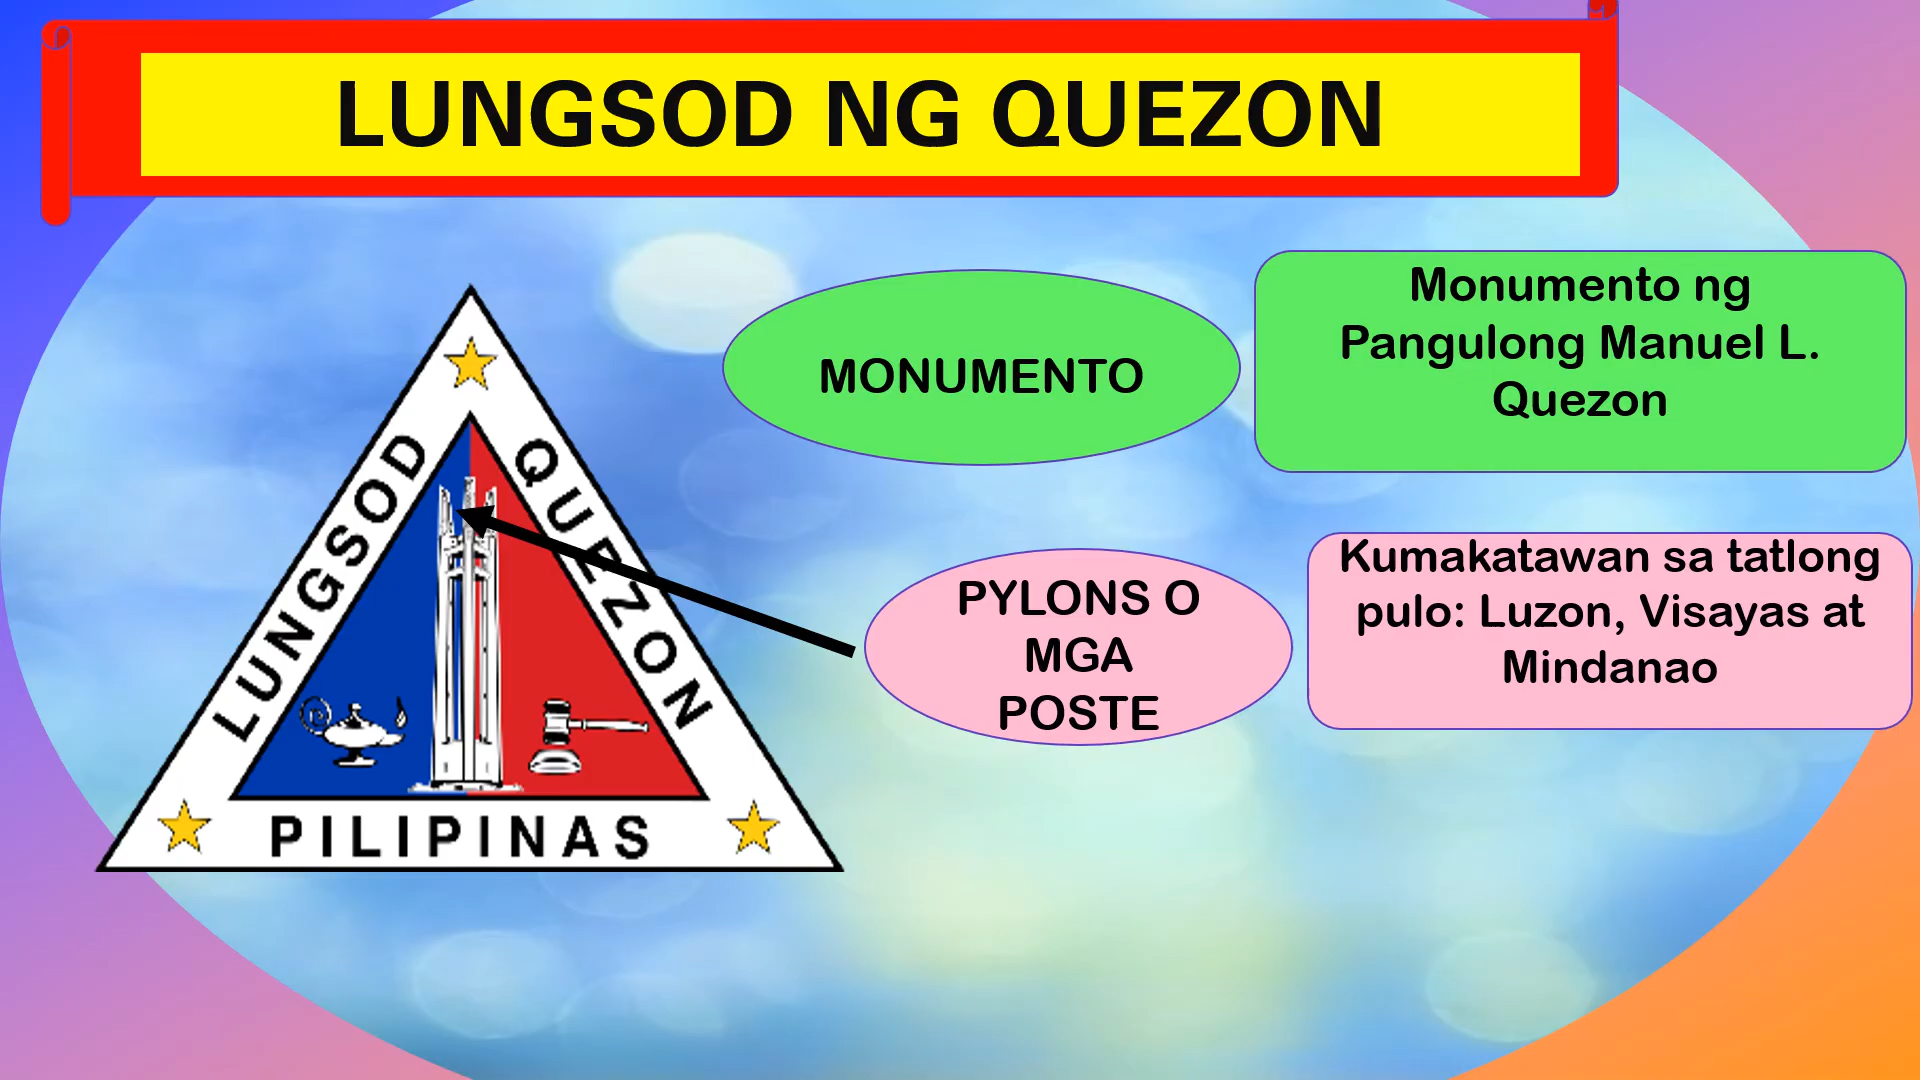 LUNGSOD NG QUEZON
MONUMENTO
Monumento ng
Pangulong Manuel L.
Quezon
PYLONS O
MGA
POSTE
Kumakatawan sa tatlong
pulo: Luzon, Visayas at
Mindanao
LUNGSOD
QUEZON
PILIPINAS